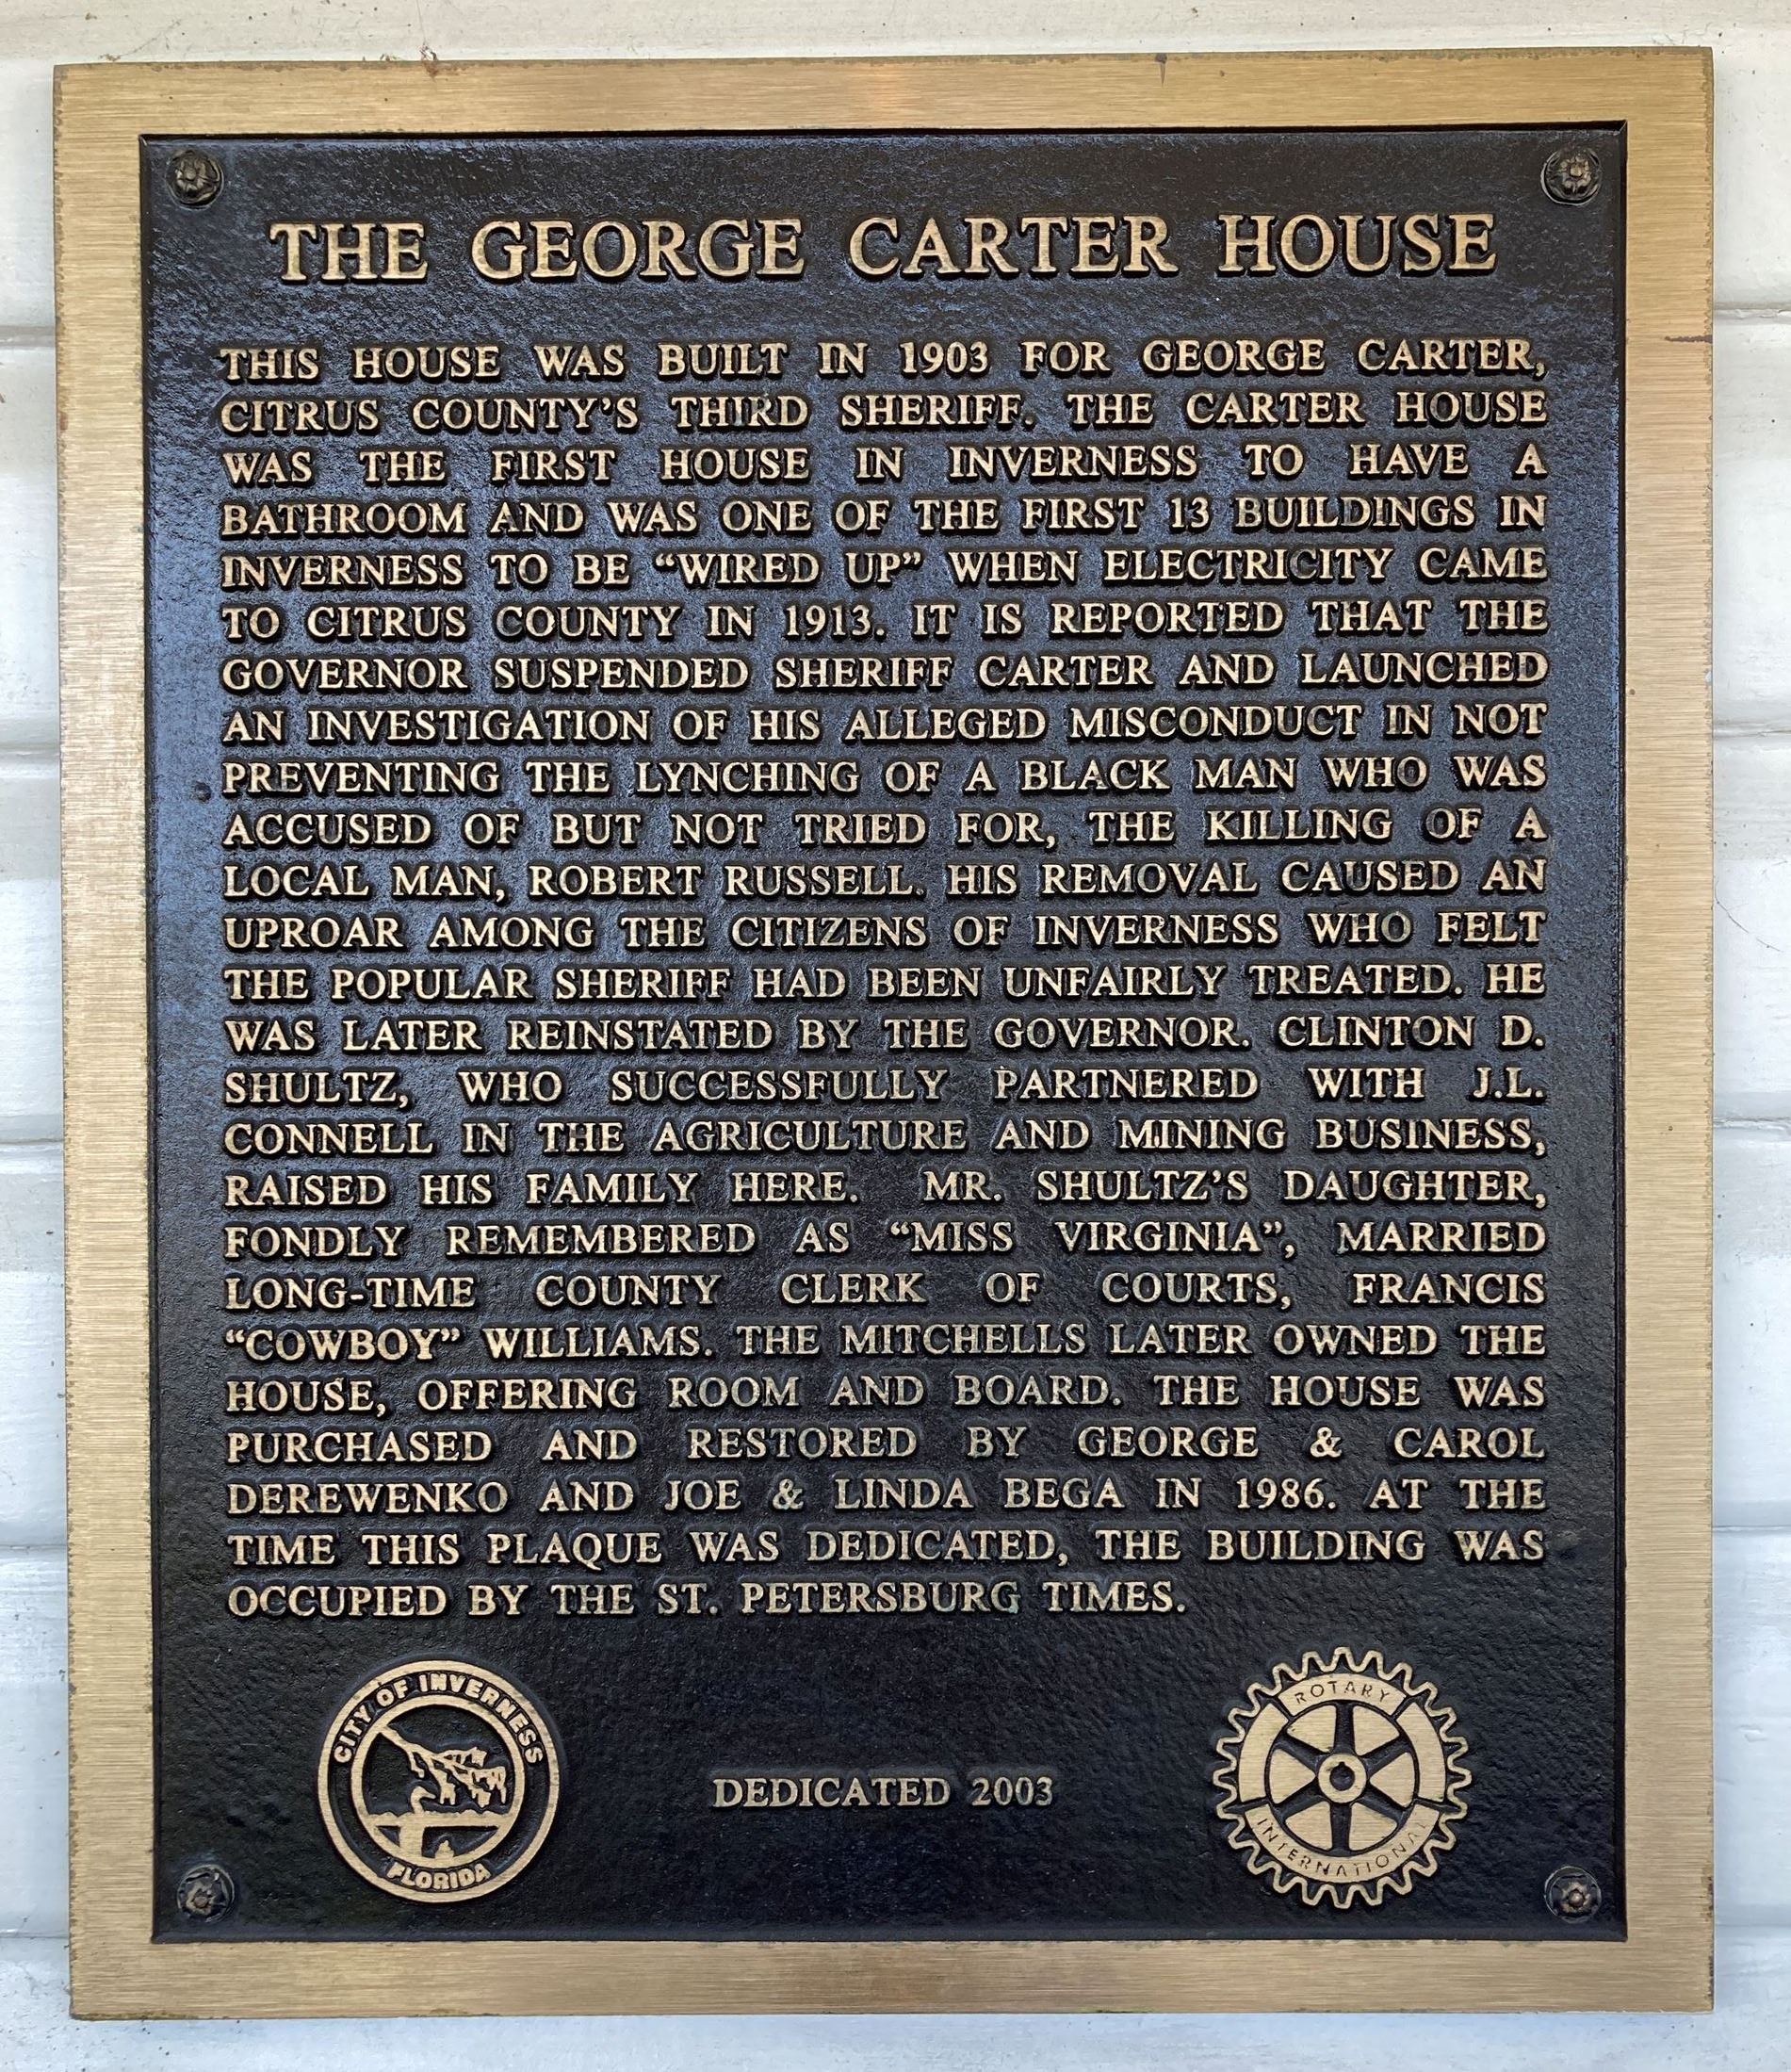 THE GEORGE CARTER HOUSE
THIS HOUSE WAS BUILT IN 1903 FOR GEORGE CARTER,
CITRUS COUNTY'S THIRD SHERIFF. THE CARTER HOUSE
WAS THE FIRST HOUSE IN INVERNESS TO HAVE A
BATHROOM AND WAS ONE OF THE FIRST 13 BUILDINGS IN
INVERNESS TO BE “WIRED UP” WHEN ELECTRICITY CAME
TO CITRUS COUNTY IN 1913. IT IS REPORTED THAT THE
GOVERNOR SUSPENDED SHERIFF CARTER AND LAUNCHED
AN INVESTIGATION OF HIS ALLEGED MISCONDUCT IN NOT
PREVENTING THE LYNCHING OF A BLACK MAN WHO WAS
ACCUSED OF BUT NOT TRIED FOR, THE KILLING OF A
LOCAL MAN, ROBERT RUSSELL. HIS REMOVAL CAUSED AN
UPROAR AMONG THE CITIZENS OF INVERNESS WHO FELT
THE POPULAR SHERIFF HAD BEEN UNFAIRLY TREATED. HE
WAS LATER REINSTATED BY THE GOVERNOR. CLINTON D.
SHULTZ, WHO SUCCESSFULLY PARTNERED WITH J.L.
CONNELL IN THE AGRICULTURE AND MINING BUSINESS,
RAISED HIS FAMILY HERE. MR. SHULTZ'S DAUGHTER,
FONDLY REMEMBERED AS “MISS VIRGINIA”, MARRIED
LONG-TIME COUNTY CLERK OF COURTS, FRANCIS
“COWBOY” WILLIAMS. THE MITCHELLS LATER OWNED THE
HOUSE, OFFERING ROOM AND BOARD. THE HOUSE WAS
PURCHASED AND RESTORED BY GEORGE & CAROL
DEREWENKO AND JOE & LINDA BEGA IN 1986. AT THE
TIME THIS PLAQUE WAS DEDICATED, THE BUILDING WAS
OCCUPIED BY THE ST. PETERSBURG TIMES.
CITY OF INVERNESS
FLORIDA
DEDICATED 2003
ROTARY
INTERNATIONAL